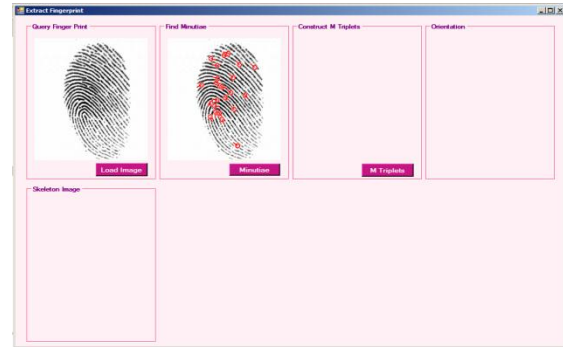 Extract Fingerprint
Query Finger Print
Find Minutiae
Construct M Triplets
Orientation
Load Image
Minutiae
M Triplets
Skeleton Image